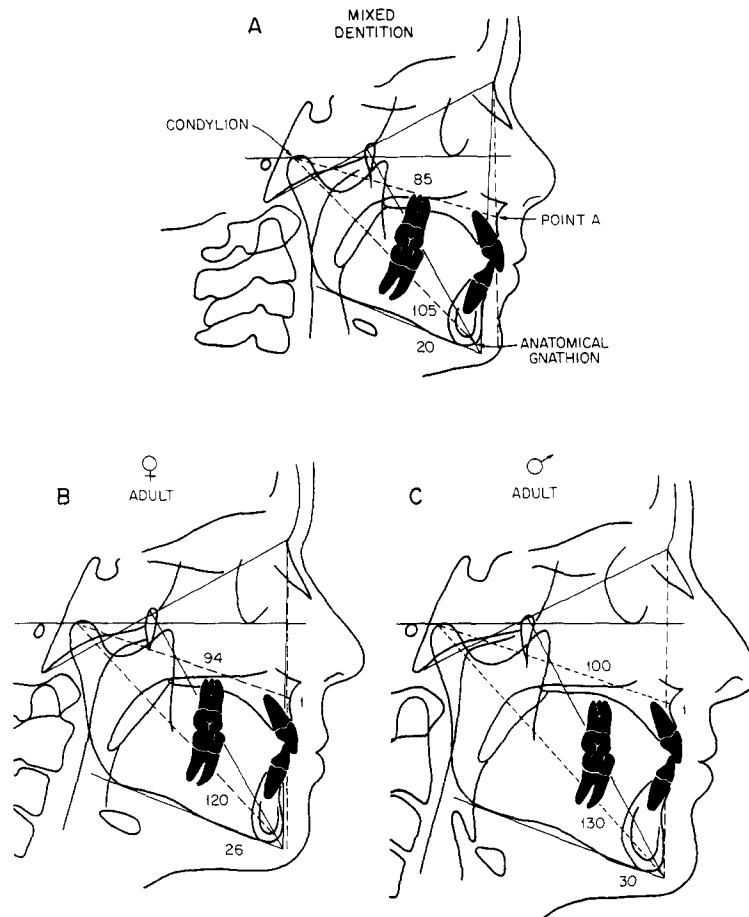 A
MIXED
DENTITION
CONDYLION
85
POINT A
105
20
ANATOMICAL
GNATHION
♀
B
ADULT
94
1
120
26
♂
C
ADULT
100
1
130
30